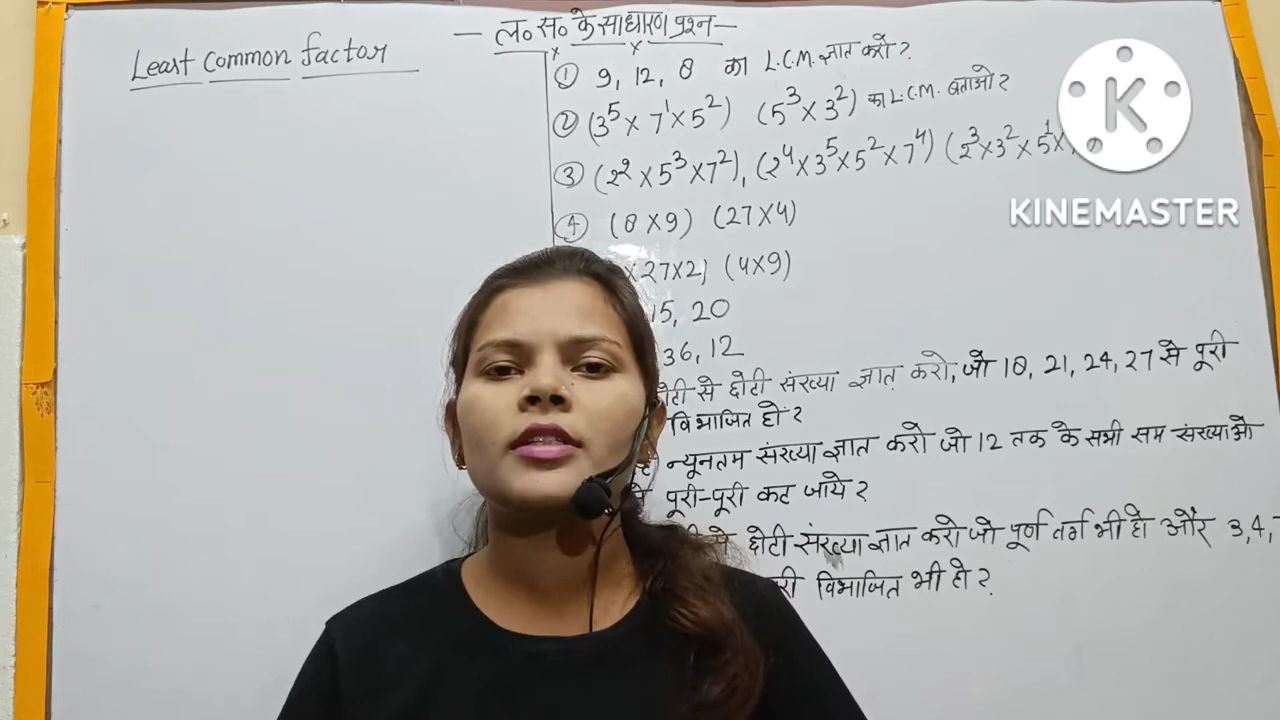 — ल० स० के साधारण प्रश्न —
Least common factor
① 9, 12, 8 का L.C.M. ज्ञात करो ?
② (3⁵ × 7¹ × 5²) (5³ × 3²) का L.C.M. बताओ ?
③ (2² × 5³ × 7²), (2⁴ × 3⁵ × 5² × 7⁴) (2³ × 3² × 5¹ ×
④ (8 × 9) (27 × 4)
× 27 × 2) (4 × 9)
15, 20
36, 12
से छोटी संख्या ज्ञात करो, जो 18, 21, 24, 27 से पूरी
विभाजित हो ?
न्यूनतम संख्या ज्ञात करो जो 12 तक के सभी सम संख्याओ
पूरी-पूरी कट जाये ?
छोटी संख्या ज्ञात करो जो पूर्ण वर्ग भी हो और 3, 4,
विभाजित भी हो ?
K
KINEMASTER